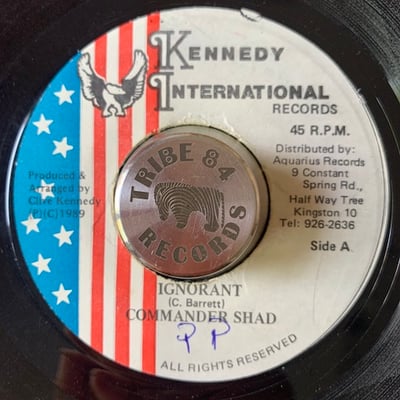 KENNEDY
INTERNATIONAL
RECORDS
45 R.P.M.
Distributed by:
Aquarius Records
9 Constant
Spring Rd.,
Half Way Tree
Kingston 10
Tel: 926-2636
Side A
Produced &
Arranged by
Clive Kennedy
(P)(C)1989
TRIBE 84
RECORDS
IGNORANT
(C. Barrett)
COMMANDER SHAD
PP
ALL RIGHTS RESERVED